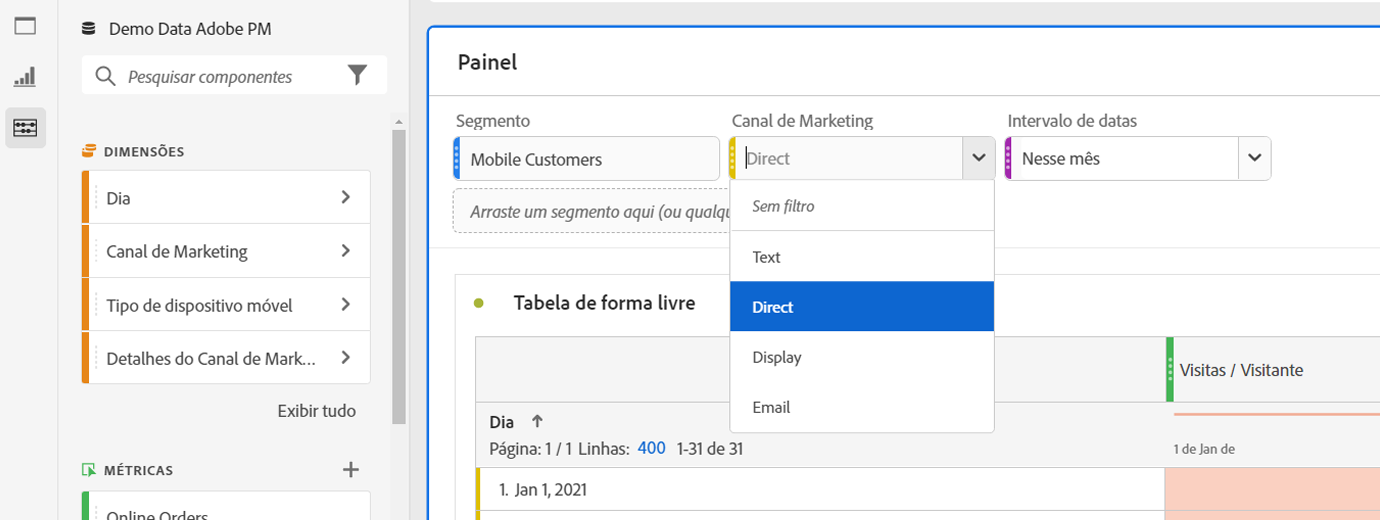 Demo Data Adobe PM
Pesquisar componentes
DIMENSÕES
Dia
Canal de Marketing
Tipo de dispositivo móvel
Detalhes do Canal de Mark...
Exibir tudo
MÉTRICAS
Online Orders
Painel
Segmento
Canal de Marketing
Intervalo de datas
Mobile Customers
Direct
Nesse mês
Arraste um segmento aqui (ou qualqu
Sem filtro
Text
Direct
Display
Email
Tabela de forma livre
Visitas / Visitante
Dia
Página: 1 / 1 Linhas: 400 1-31 de 31
1 de Jan de
1. Jan 1, 2021